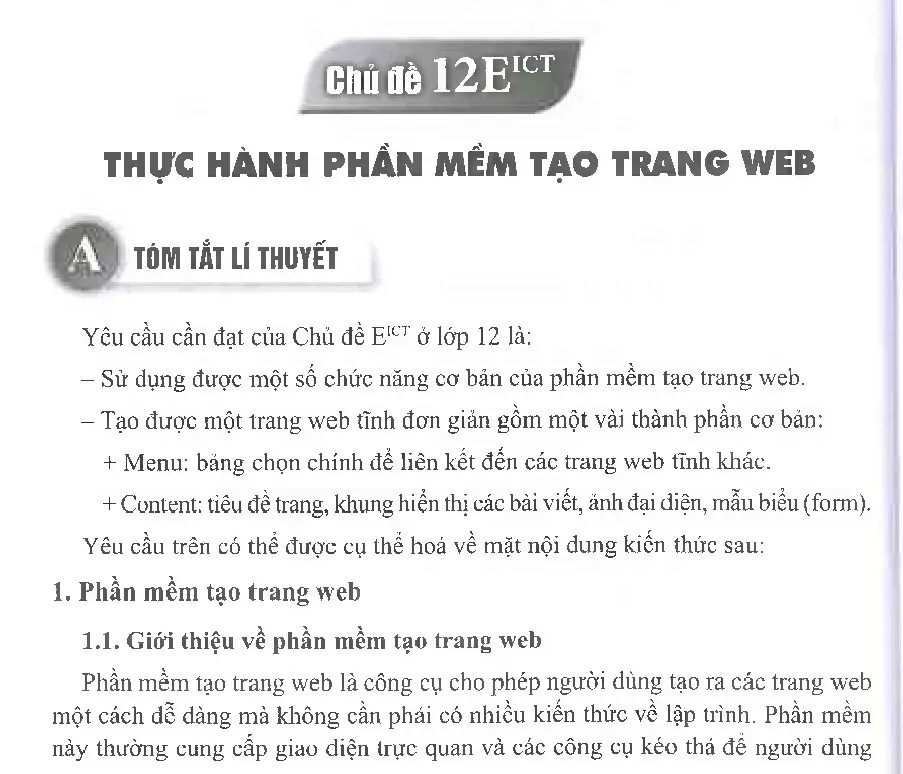 Chủ đề 12E^ICT
THỰC HÀNH PHẦN MỀM TẠO TRANG WEB
A TÓM TẮT LÍ THUYẾT
Yêu cầu cần đạt của Chủ đề E^ICT ở lớp 12 là:
– Sử dụng được một số chức năng cơ bản của phần mềm tạo trang web.
– Tạo được một trang web tĩnh đơn giản gồm một vài thành phần cơ bản:
+ Menu: bảng chọn chính để liên kết đến các trang web tĩnh khác.
+ Content: tiêu đề trang, khung hiển thị các bài viết, ảnh đại diện, mẫu biểu (form).
Yêu cầu trên có thể được cụ thể hoá về mặt nội dung kiến thức sau:
1. Phần mềm tạo trang web
1.1. Giới thiệu về phần mềm tạo trang web
Phần mềm tạo trang web là công cụ cho phép người dùng tạo ra các trang web
một cách dễ dàng mà không cần phải có nhiều kiến thức về lập trình. Phần mềm
này thường cung cấp giao diện trực quan và các công cụ kéo thả để người dùng